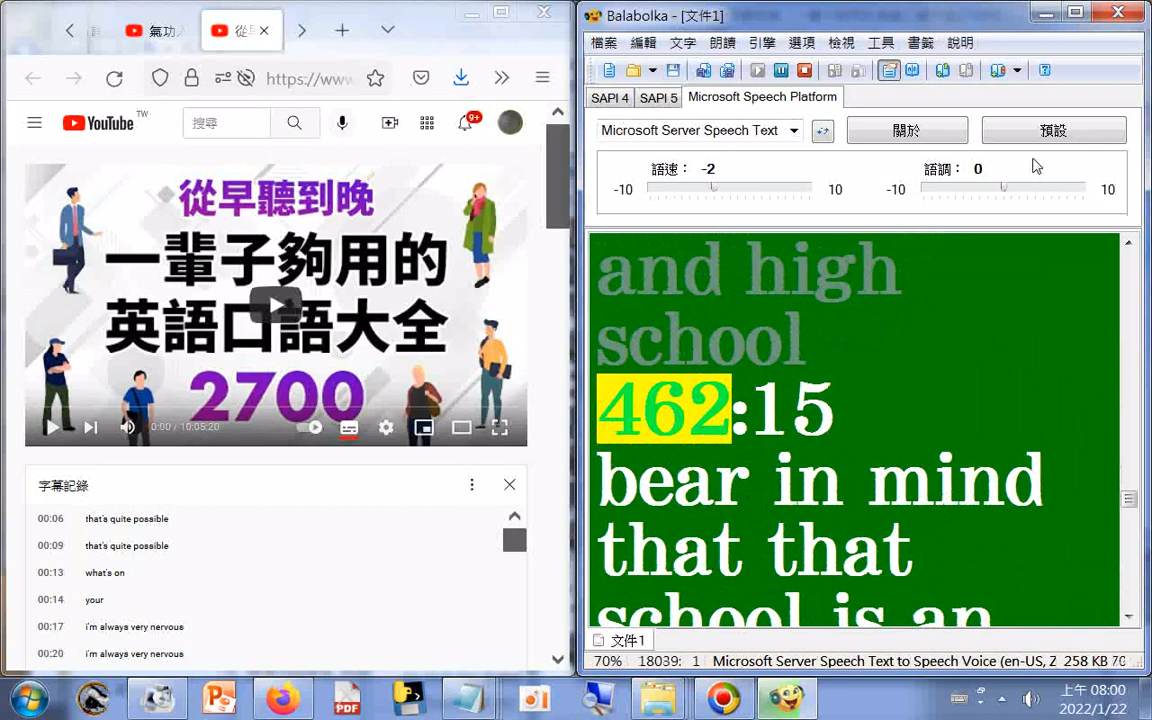 氣功
從
https://www
YouTube TW
搜尋
9+
從早聽到晚
一輩子夠用的
英語口語大全
2700
0:00 / 10:05:20
字幕記錄
00:06 that's quite possible
00:09 that's quite possible
00:13 what's on
00:14 your
00:17 i'm always very nervous
00:20 i'm always very nervous
Balabolka - [文件1]
檔案 編輯 文字 朗讀 引擎 選項 檢視 工具 書籤 說明
SAPI 4 SAPI 5 Microsoft Speech Platform
Microsoft Server Speech Text 關於 預設
語速： -2 語調： 0
-10 10 -10 10
and high
school
462:15
bear in mind
that that
school is an
文件1
70% 18039: 1 Microsoft Server Speech Text to Speech Voice (en-US, Z 258 KB 70
PDF
上午 08:00
2022/1/22